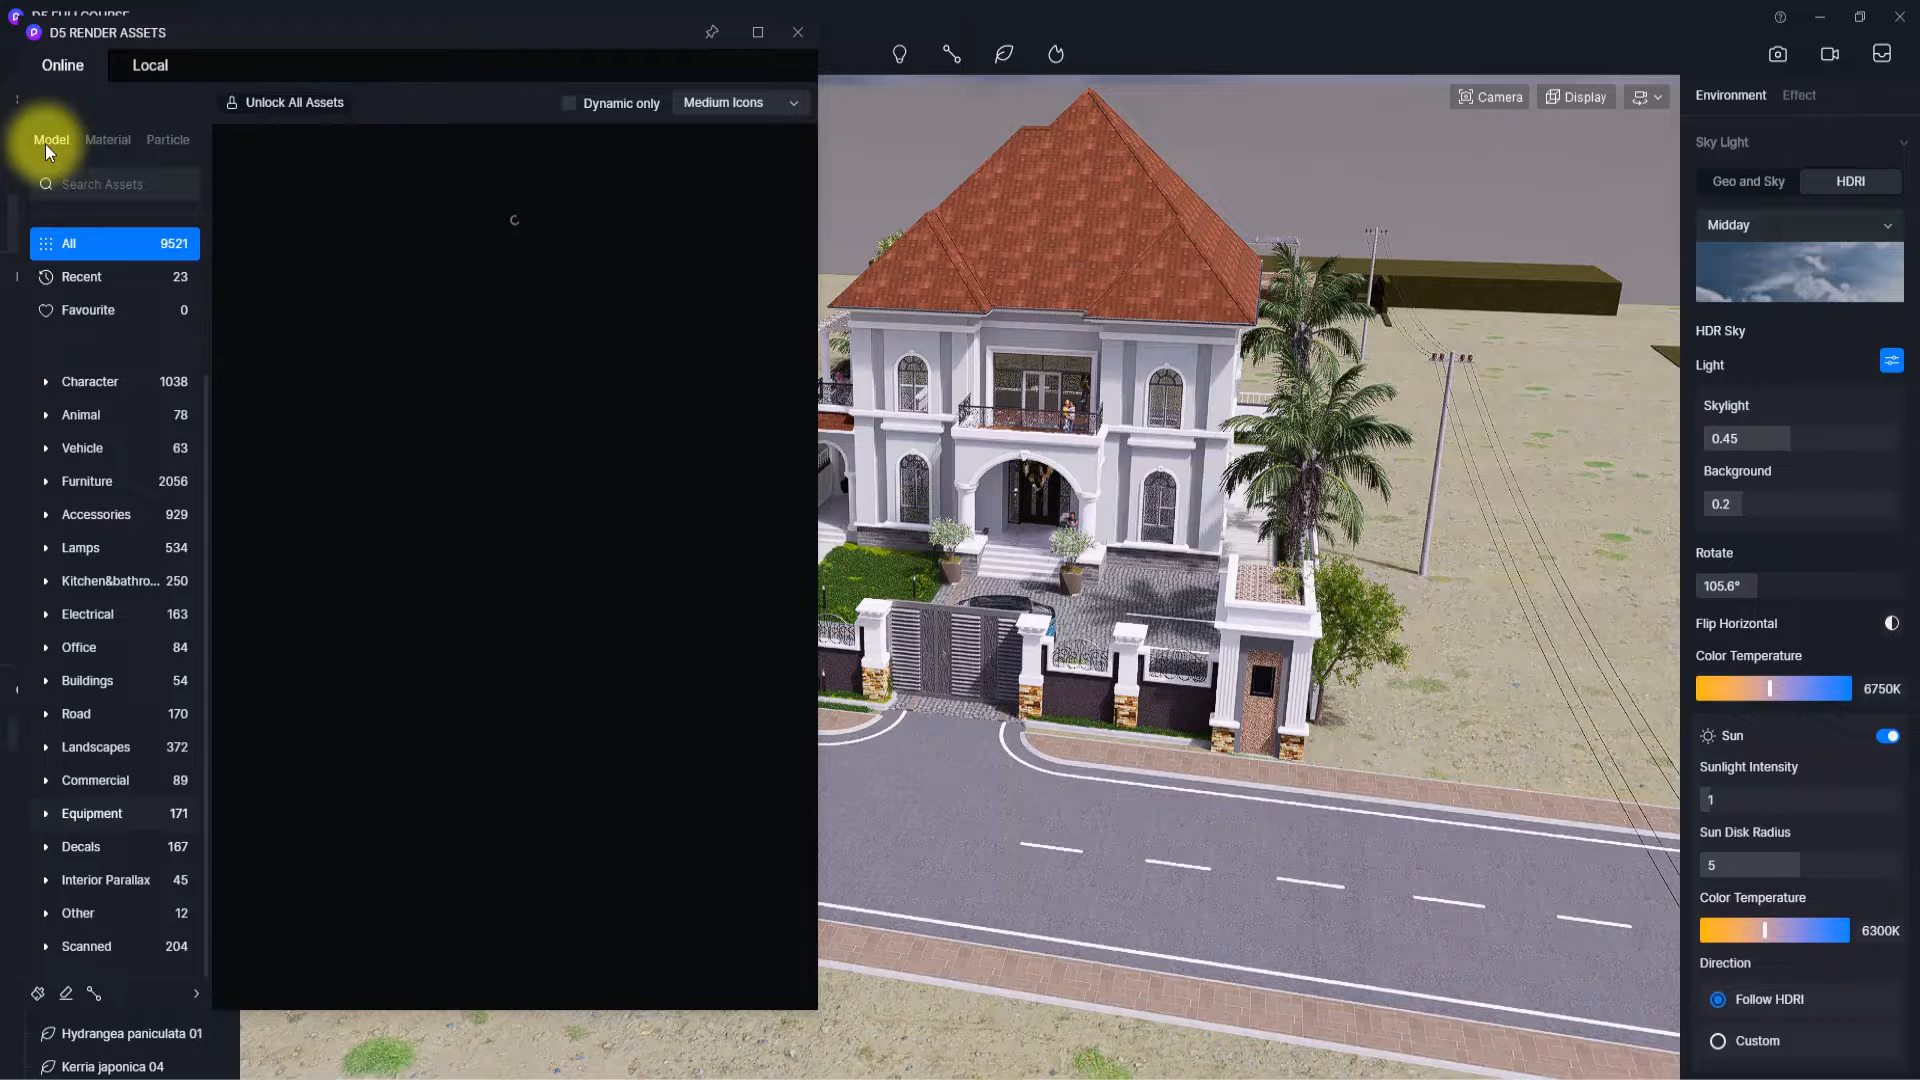 D5 FULL COURSE
D5 RENDER ASSETS
Online
Local
Unlock All Assets
Dynamic only
Medium Icons
Model
Material
Particle
Search Assets
All 9521
Recent 23
Favourite 0
Character 1038
Animal 78
Vehicle 63
Furniture 2056
Accessories 929
Lamps 534
Kitchen&bathro... 250
Electrical 163
Office 84
Buildings 54
Road 170
Landscapes 372
Commercial 89
Equipment 171
Decals 167
Interior Parallax 45
Other 12
Scanned 204
Hydrangea paniculata 01
Kerria japonica 04
Camera
Display
Environment
Effect
Sky Light
Geo and Sky
HDRI
Midday
HDR Sky
Light
Skylight
0.45
Background
0.2
Rotate
105.6°
Flip Horizontal
Color Temperature
6750K
Sun
Sunlight Intensity
1
Sun Disk Radius
5
Color Temperature
6300K
Direction
Follow HDRI
Custom